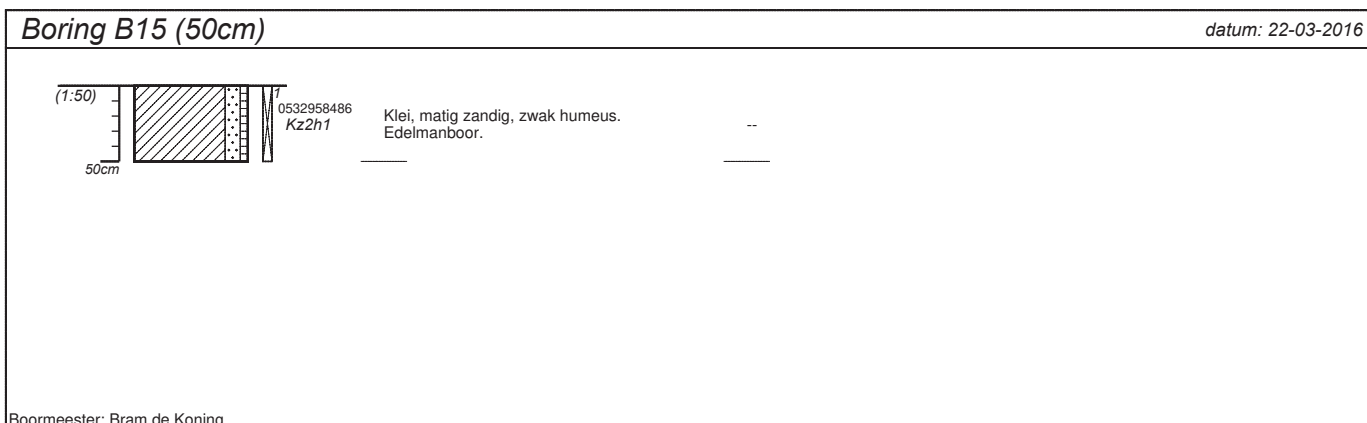 Boring B15 (50cm)
datum: 22-03-2016
(1:50)
1
0532958486
Kz2h1
Klei, matig zandig, zwak humeus.
Edelmanboor.
--
50cm
Boormeester: Bram de Koning